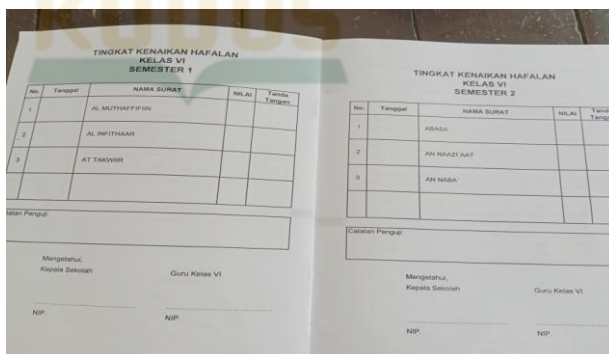 KUDUS
TINGKAT KENAIKAN HAFALAN
KELAS VI
SEMESTER 1
No. Tanggal NAMA SURAT NILAI Tanda Tangan
1 AL MUTHAFFIFIIN
2 AL INFITHAAR
3 AT TAKWIIR
Catatan Penguji:
Mengetahui,
Kepala Sekolah Guru Kelas VI
NIP. NIP.
TINGKAT KENAIKAN HAFALAN
KELAS VI
SEMESTER 2
No. Tanggal NAMA SURAT NILAI Tanda
1 ABASA
2 AN NAAZI'AAT
3 AN NABA'
Catatan Penguji:
Mengetahui,
Kepala Sekolah Guru Kelas VI
NIP. NIP.